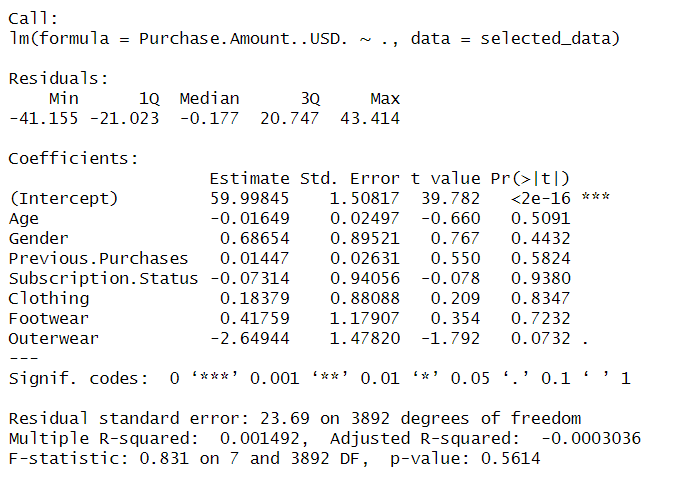 Call:
lm(formula = Purchase.Amount..USD. ~ ., data = selected_data)
Residuals:
Min 1Q Median 3Q Max
-41.155 -21.023 -0.177 20.747 43.414
Coefficients:
Estimate Std. Error t value Pr(>|t|)
(Intercept) 59.99845 1.50817 39.782 <2e-16 ***
Age -0.01649 0.02497 -0.660 0.5091
Gender 0.68654 0.89521 0.767 0.4432
Previous.Purchases 0.01447 0.02631 0.550 0.5824
Subscription.Status -0.07314 0.94056 -0.078 0.9380
Clothing 0.18379 0.88088 0.209 0.8347
Footwear 0.41759 1.17907 0.354 0.7232
Outerwear -2.64944 1.47820 -1.792 0.0732 .
---
Signif. codes: 0 ‘***’ 0.001 ‘**’ 0.01 ‘*’ 0.05 ‘.’ 0.1 ‘ ’ 1
Residual standard error: 23.69 on 3892 degrees of freedom
Multiple R-squared: 0.001492, Adjusted R-squared: -0.0003036
F-statistic: 0.831 on 7 and 3892 DF, p-value: 0.5614